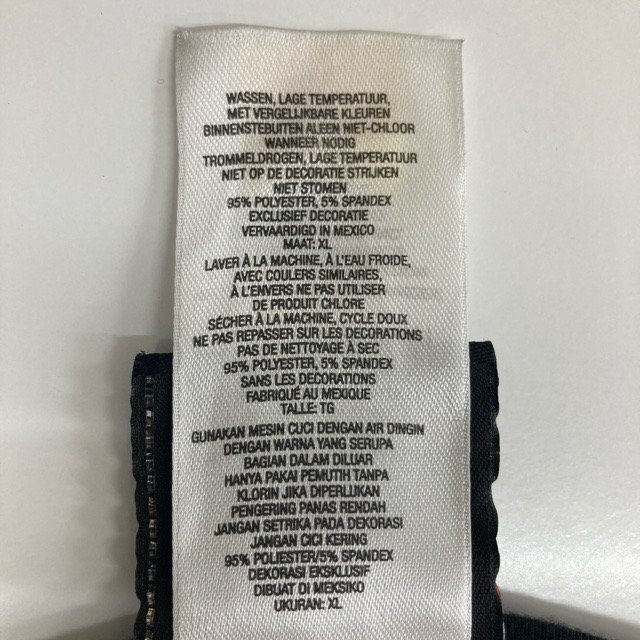 WASSEN, LAGE TEMPERATUUR,
MET VERGELIJKBARE KLEUREN
BINNENSTEBUITEN ALEEN NIET-CHLOOR
WANNEER NODIG
TROMMELDROGEN, LAGE TEMPERATUUR
NIET OP DE DECORATIE STRIJKEN
NIET STOMEN
95% POLYESTER, 5% SPANDEX
EXCLUSIEF DECORATIE
VERVAARDIGD IN MEXICO
MAAT: XL
LAVER À LA MACHINE, À L'EAU FROIDE,
AVEC COULERS SIMILAIRES,
À L'ENVERS NE PAS UTILISER
DE PRODUIT CHLORE
SÉCHER À LA MACHINE, CYCLE DOUX
NE PAS REPASSER SUR LES DECORATIONS
PAS DE NETTOYAGE À SEC
95% POLYESTER, 5% SPANDEX
SANS LES DECORATIONS
FABRIQUÉ AU MEXIQUE
TALLE: TG
GUNAKAN MESIN CUCI DENGAN AIR DINGIN
DENGAN WARNA YANG SERUPA
BAGIAN DALAM DILUAR
HANYA PAKAI PEMUTIH TANPA
KLORIN JIKA DIPERLUKAN
PENGERING PANAS RENDAH
JANGAN SETRIKA PADA DEKORASI
JANGAN CICI KERING
95% POLIESTER/5% SPANDEX
DEKORASI EKSKLUSIF
DIBUAT DI MEKSIKO
UKURAN: XL